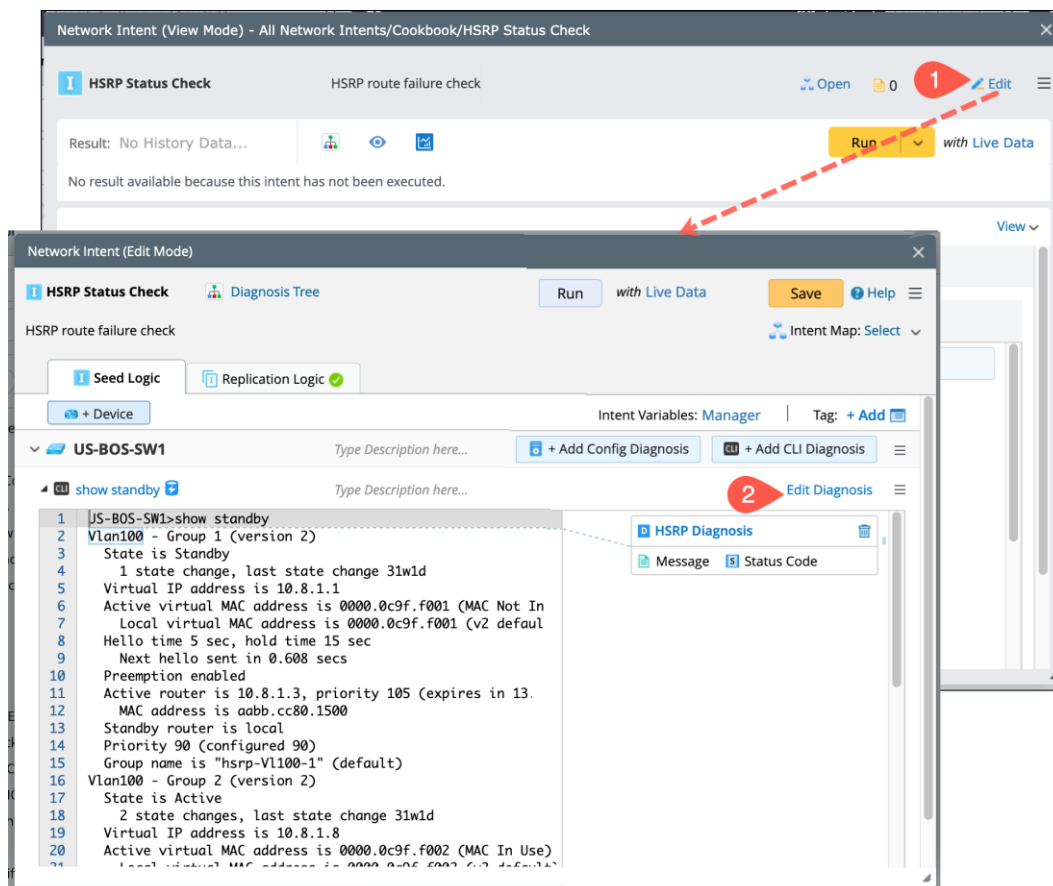 Network Intent (View Mode) - All Network Intents/Cookbook/HSRP Status Check
HSRP Status Check HSRP route failure check Open 0 1 Edit
Result: No History Data... Run with Live Data
No result available because this intent has not been executed.
View
Network Intent (Edit Mode)
HSRP Status Check Diagnosis Tree Run with Live Data Save Help
HSRP route failure check Intent Map: Select
Seed Logic Replication Logic
+ Device Intent Variables: Manager | Tag: + Add
US-BOS-SW1 Type Description here... + Add Config Diagnosis CLI + Add CLI Diagnosis
CLI show standby Type Description here... 2 Edit Diagnosis
1 US-BOS-SW1>show standby
2 Vlan100 - Group 1 (version 2)
3 State is Standby
4 1 state change, last state change 31w1d
5 Virtual IP address is 10.8.1.1
6 Active virtual MAC address is 0000.0c9f.f001 (MAC Not In
7 Local virtual MAC address is 0000.0c9f.f001 (v2 defaul
8 Hello time 5 sec, hold time 15 sec
9 Next hello sent in 0.608 secs
10 Preemption enabled
11 Active router is 10.8.1.3, priority 105 (expires in 13.
12 MAC address is aabb.cc80.1500
13 Standby router is local
14 Priority 90 (configured 90)
15 Group name is "hsrp-Vl100-1" (default)
16 Vlan100 - Group 2 (version 2)
17 State is Active
18 2 state changes, last state change 31w1d
19 Virtual IP address is 10.8.1.8
20 Active virtual MAC address is 0000.0c9f.f002 (MAC In Use)
HSRP Diagnosis
Message Status Code